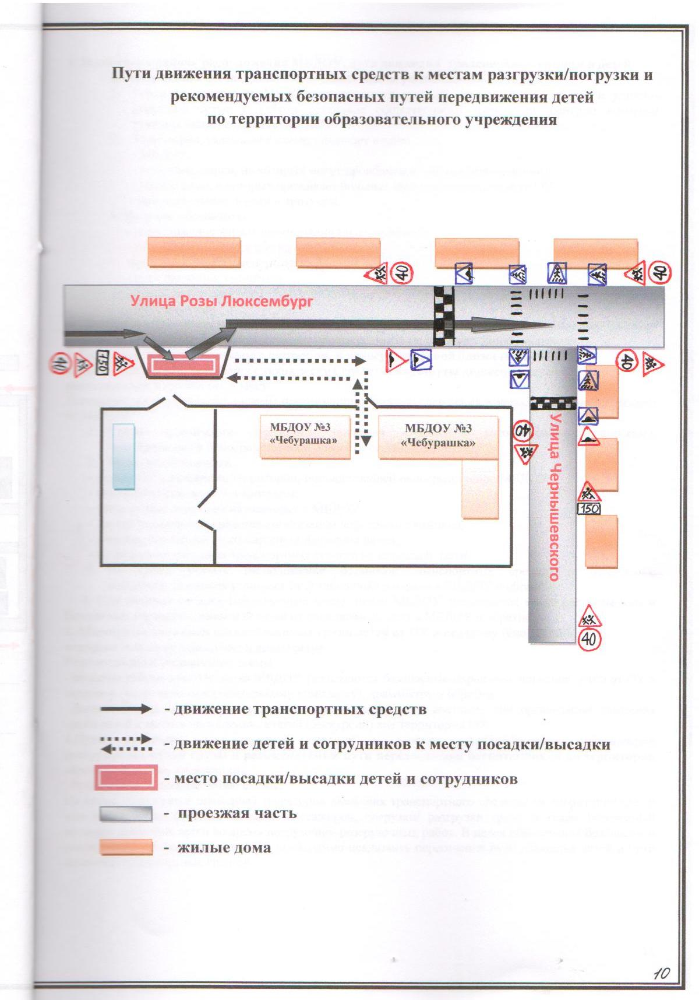 Пути движения транспортных средств к местам разгрузки/погрузки и
рекомендуемых безопасных путей передвижения детей
по территории образовательного учреждения
40
40
Улица Розы Люксембург
40
150
40
МБДОУ №3
«Чебурашка»
МБДОУ №3
«Чебурашка»
40
Улица Чернышевского
150
40
- движение транспортных средств
- движение детей и сотрудников к месту посадки/высадки
- место посадки/высадки детей и сотрудников
- проезжая часть
- жилые дома
10